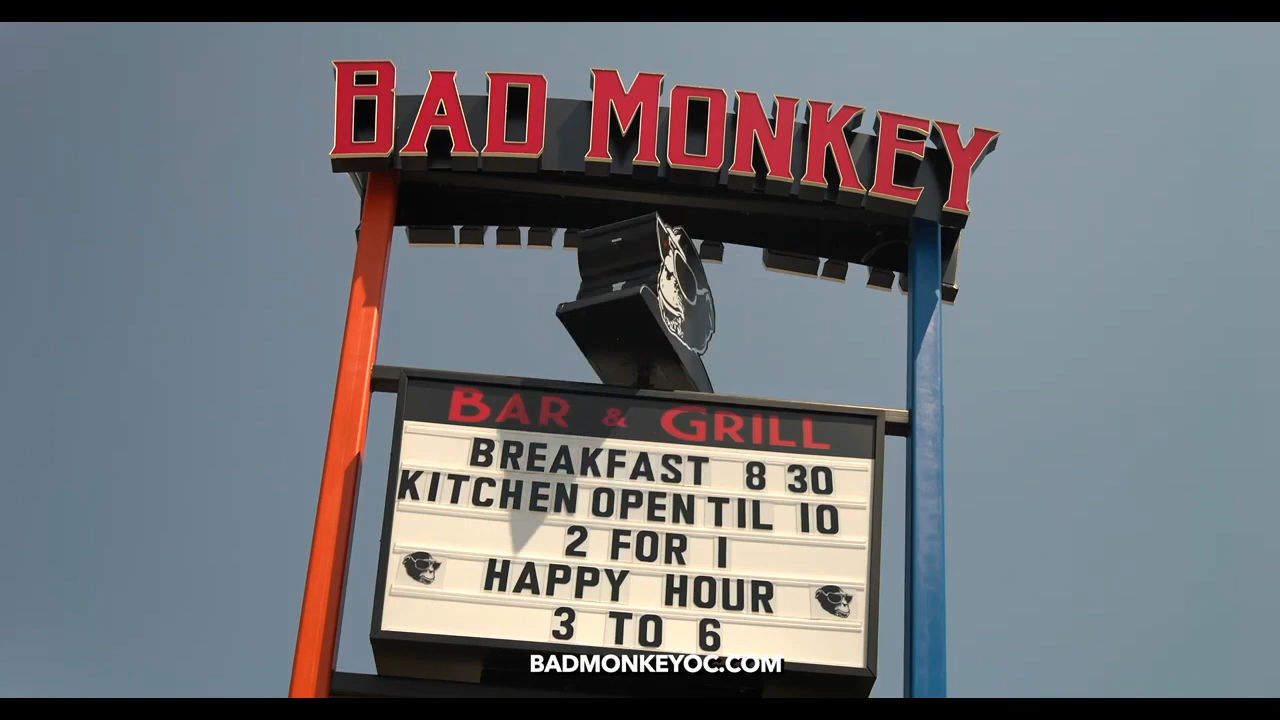 BAD MONKEY
BAR & GRILL
BREAKFAST 8 30
KITCHEN OPEN TIL 10
2 FOR 1
HAPPY HOUR
3 TO 6
BADMONKEYOC.COM